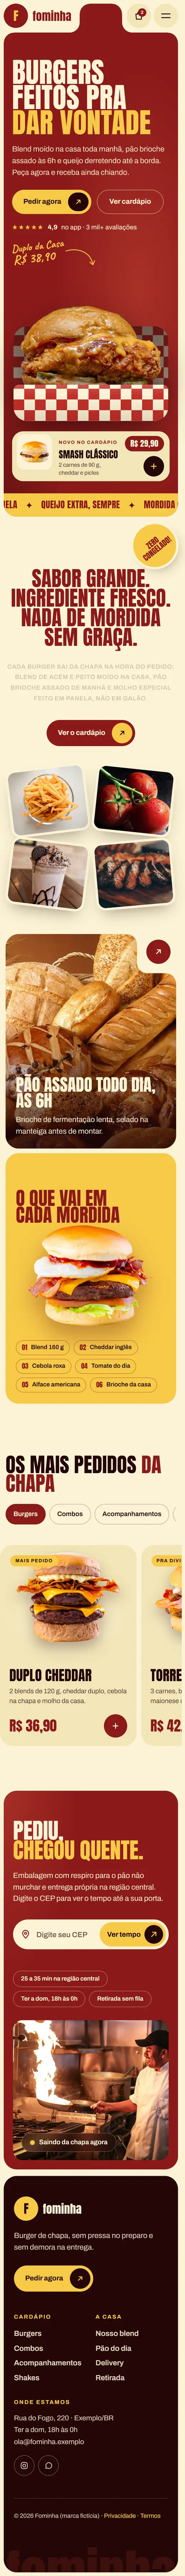 F fominha 2
BURGERS
FEITOS PRA
DAR VONTADE
Blend moído na casa toda manhã, pão brioche
assado às 6h e queijo derretendo até a borda.
Peça agora e receba ainda chiando.
Pedir agora
Ver cardápio
★★★★★ 4,9 no app · 3 mil+ avaliações
Duplo da Casa
R$ 38,90
NOVO NO CARDÁPIO
R$ 29,90
SMASH CLÁSSICO
2 carnes de 90 g,
cheddar e picles
QUEIJO EXTRA, SEMPRE ✦ MORDIDA
ZERO
CONGELADO!
SABOR GRANDE.
INGREDIENTE FRESCO.
NADA DE MORDIDA
SEM GRAÇA.
CADA BURGER SAI DA CHAPA NA HORA DO PEDIDO:
BLEND DE ACÉM E PEITO MOÍDO NA CASA, PÃO
BRIOCHE ASSADO DE MANHÃ E MOLHO ESPECIAL
FEITO EM PANELA, NÃO EM GALÃO.
Ver o cardápio
PÃO ASSADO TODO DIA,
ÀS 6H
Brioche de fermentação lenta, selado na
manteiga antes de montar.
O QUE VAI EM
CADA MORDIDA
01 Blend 160 g
02 Cheddar inglês
03 Cebola roxa
04 Tomate do dia
05 Alface americana
06 Brioche da casa
OS MAIS PEDIDOS DA
CHAPA
Burgers
Combos
Acompanhamentos
MAIS PEDIDO
DUPLO CHEDDAR
2 blends de 120 g, cheddar duplo, cebola
na chapa e molho da casa.
R$ 36,90
PRA DIVI
TORRE
3 carnes, b
maionese
R$ 42,
PEDIU,
CHEGOU QUENTE.
Embalagem com respiro para o pão não
murchar e entrega própria na região central.
Digite o CEP para ver o tempo até a sua porta.
Digite seu CEP
Ver tempo
25 a 35 min na região central
Ter a dom, 18h às 0h
Retirada sem fila
Saindo da chapa agora
F fominha
Burger de chapa, sem pressa no preparo e
sem demora na entrega.
Pedir agora
CARDÁPIO
Burgers
Combos
Acompanhamentos
Shakes
A CASA
Nosso blend
Pão do dia
Delivery
Retirada
ONDE ESTAMOS
Rua do Fogo, 220 · Exemplo/BR
Ter a dom, 18h às 0h
ola@fominha.exemplo
© 2026 Fominha (marca fictícia) · Privacidade · Termos
fominha